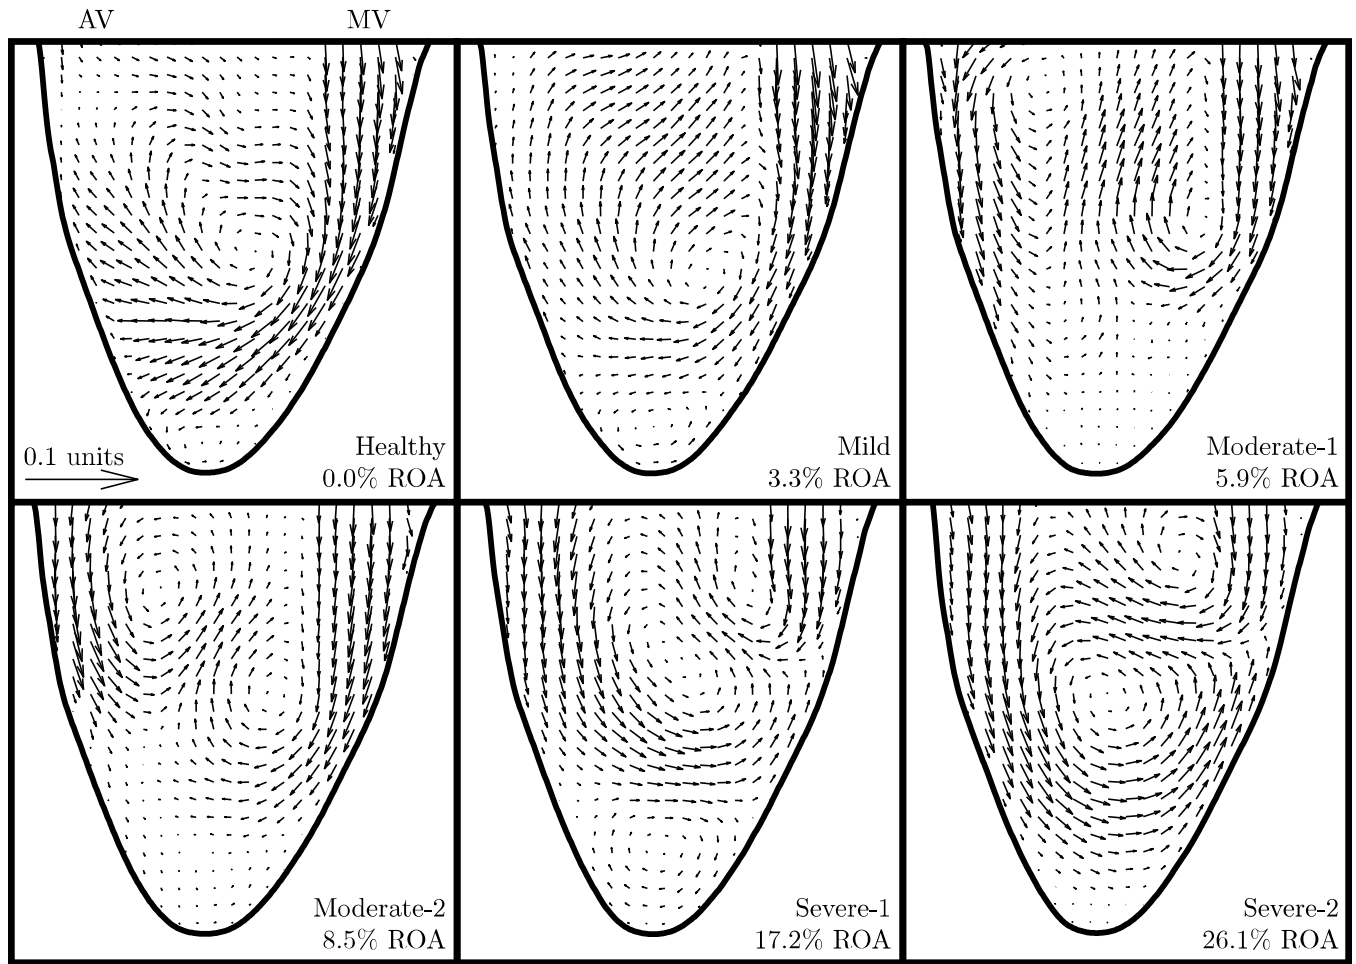 AV MV
Healthy
0.1 units
0.0% ROA
Mild
3.3% ROA
Moderate-1
5.9% ROA
Moderate-2
8.5% ROA
Severe-1
17.2% ROA
Severe-2
26.1% ROA